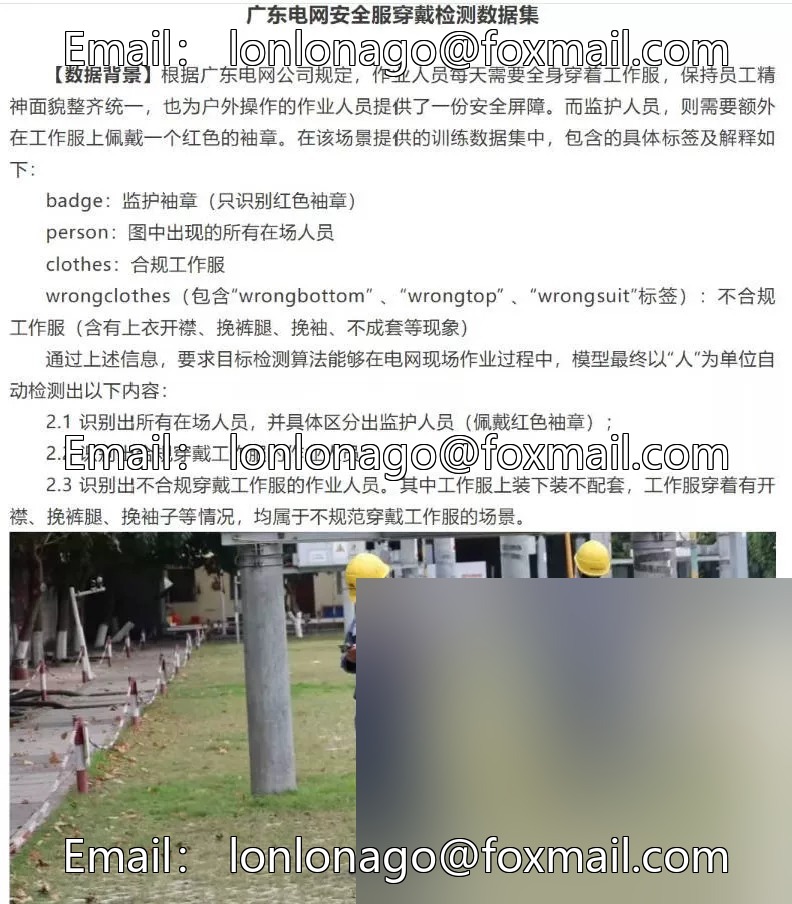 广东电网安全服穿戴检测数据集
Email： lonlonago@foxmail.com
【数据背景】根据广东电网公司规定，作业人员每天需要全身穿着工作服，保持员工精
神面貌整齐统一，也为户外操作的作业人员提供了一份安全屏障。而监护人员，则需要额外
在工作服上佩戴一个红色的袖章。在该场景提供的训练数据集中，包含的具体标签及解释如
下：
badge：监护袖章（只识别红色袖章）
person：图中出现的所有在场人员
clothes：合规工作服
wrongclothes（包含“wrongbottom”、“wrongtop”、“wrongsuit”标签）：不合规
工作服（含有上衣开襟、挽裤腿、挽袖、不成套等现象）
通过上述信息，要求目标检测算法能够在电网现场作业过程中，模型最终以“人”为单位自
动检测出以下内容：
2.1 识别出所有在场人员，并具体区分出监护人员（佩戴红色袖章）；
Email： lonlonago@foxmail.com
2.2 识别出合规穿戴工作服的作业人员
2.3 识别出不合规穿戴工作服的作业人员。其中工作服上装下装不配套，工作服穿着有开
襟、挽裤腿、挽袖子等情况，均属于不规范穿戴工作服的场景。
Email： lonlonago@foxmail.com